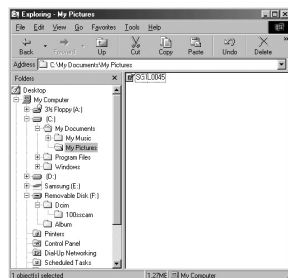 Exploring - My Pictures
File Edit View Go Favorites Tools Help
Back Forward Up Cut Copy Paste Undo Delete
Address C:\My Documents\My Pictures
Folders
SG1L0045
Desktop
My Computer
3½ Floppy (A:)
(C:)
My Documents
My Music
My Pictures
Program Files
Windows
(D:)
Samsung (E:)
Removable Disk (F:)
Dcim
100sscam
Album
Printers
Control Panel
Dial-Up Networking
Scheduled Tasks
1 object(s) selected 1.27MB My Computer